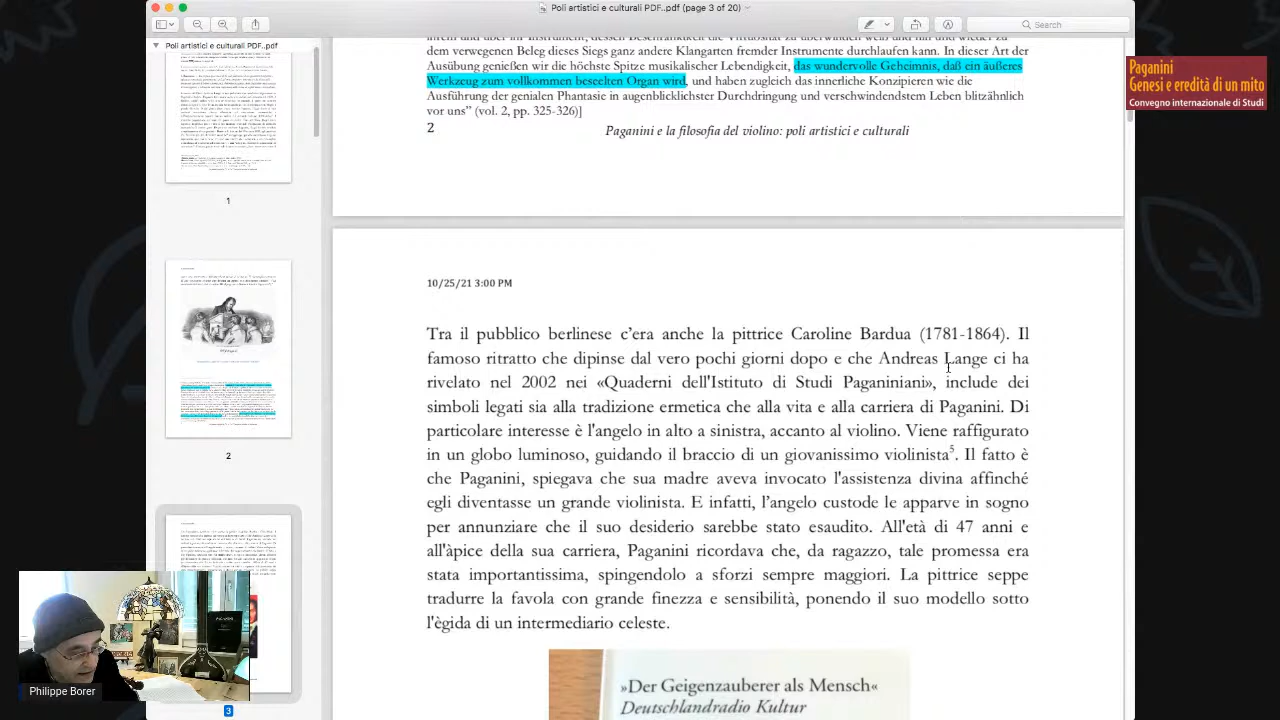 Poli artistici e culturali PDF..pdf (page 3 of 20)
Search
Poli artistici e culturali PDF..pdf
1
2
3
dem verwegenen Beleg dieses Siegs ganz in die Klangarten fremder Instrumente durchlaufen kann. In dieser Art der
Ausübung genießen wir die höchste Spitze musikalischer Lebendigkeit, das wundervolle Geheimnis, daß ein äußeres
Werkzeug zum vollkommen beseelten Organ wird, und haben zugleich das innerliche Konzipieren wie die
Ausführung der genialen Phantasie in augenblicklichster Durchdringung und verschwindendstem Leben blitzähnlich
vor uns” (vol. 2, pp. 325-326)]
2
Paganini e la filosofia del violino: poli artistici e culturali
10/25/21 3:00 PM
Tra il pubblico berlinese c’era anche la pittrice Caroline Bardua (1781-1864). Il
famoso ritratto che dipinse dal vero pochi giorni dopo e che Andreas Lange ci ha
rivelato nel 2002 nei «Quaderni dell’Istituto di Studi Paganiniani», include dei
simboli legati sia alla tradizione cristiana che alla vita e alla carriera di Paganini. Di
particolare interesse è l'angelo in alto a sinistra, accanto al violino. Viene raffigurato
in un globo luminoso, guidando il braccio di un giovanissimo violinista5. Il fatto è
che Paganini, spiegava che sua madre aveva invocato l'assistenza divina affinché
egli diventasse un grande violinista. E infatti, l’angelo custode le apparve in sogno
per annunziare che il suo desiderio sarebbe stato esaudito. All'età di 47 anni e
all'àpice della sua carriera, Paganini ricordava che, da ragazzo, tale promessa era
stata importantissima, spingendolo a sforzi sempre maggiori. La pittrice seppe
tradurre la favola con grande finezza e sensibilità, ponendo il suo modello sotto
l'ègida di un intermediario celeste.
»Der Geigenzauberer als Mensch«
Deutschlandradio Kultur
Philippe Borer
Paganini
Genesi e eredità di un mito
Convegno internazionale di Studi